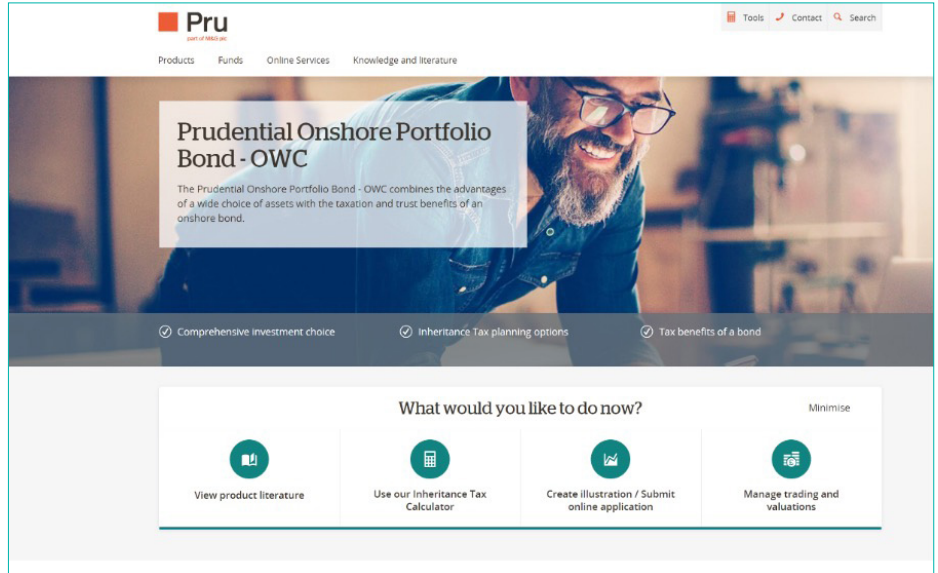 Pru
part of M&G plc
Tools Contact Search
Products Funds Online Services Knowledge and literature
Prudential Onshore Portfolio
Bond - OWC
The Prudential Onshore Portfolio Bond - OWC combines the advantages
of a wide choice of assets with the taxation and trust benefits of an
onshore bond.
Comprehensive investment choice Inheritance Tax planning options Tax benefits of a bond
What would you like to do now? Minimise
View product literature
Use our Inheritance Tax
Calculator
Create illustration / Submit
online application
Manage trading and
valuations